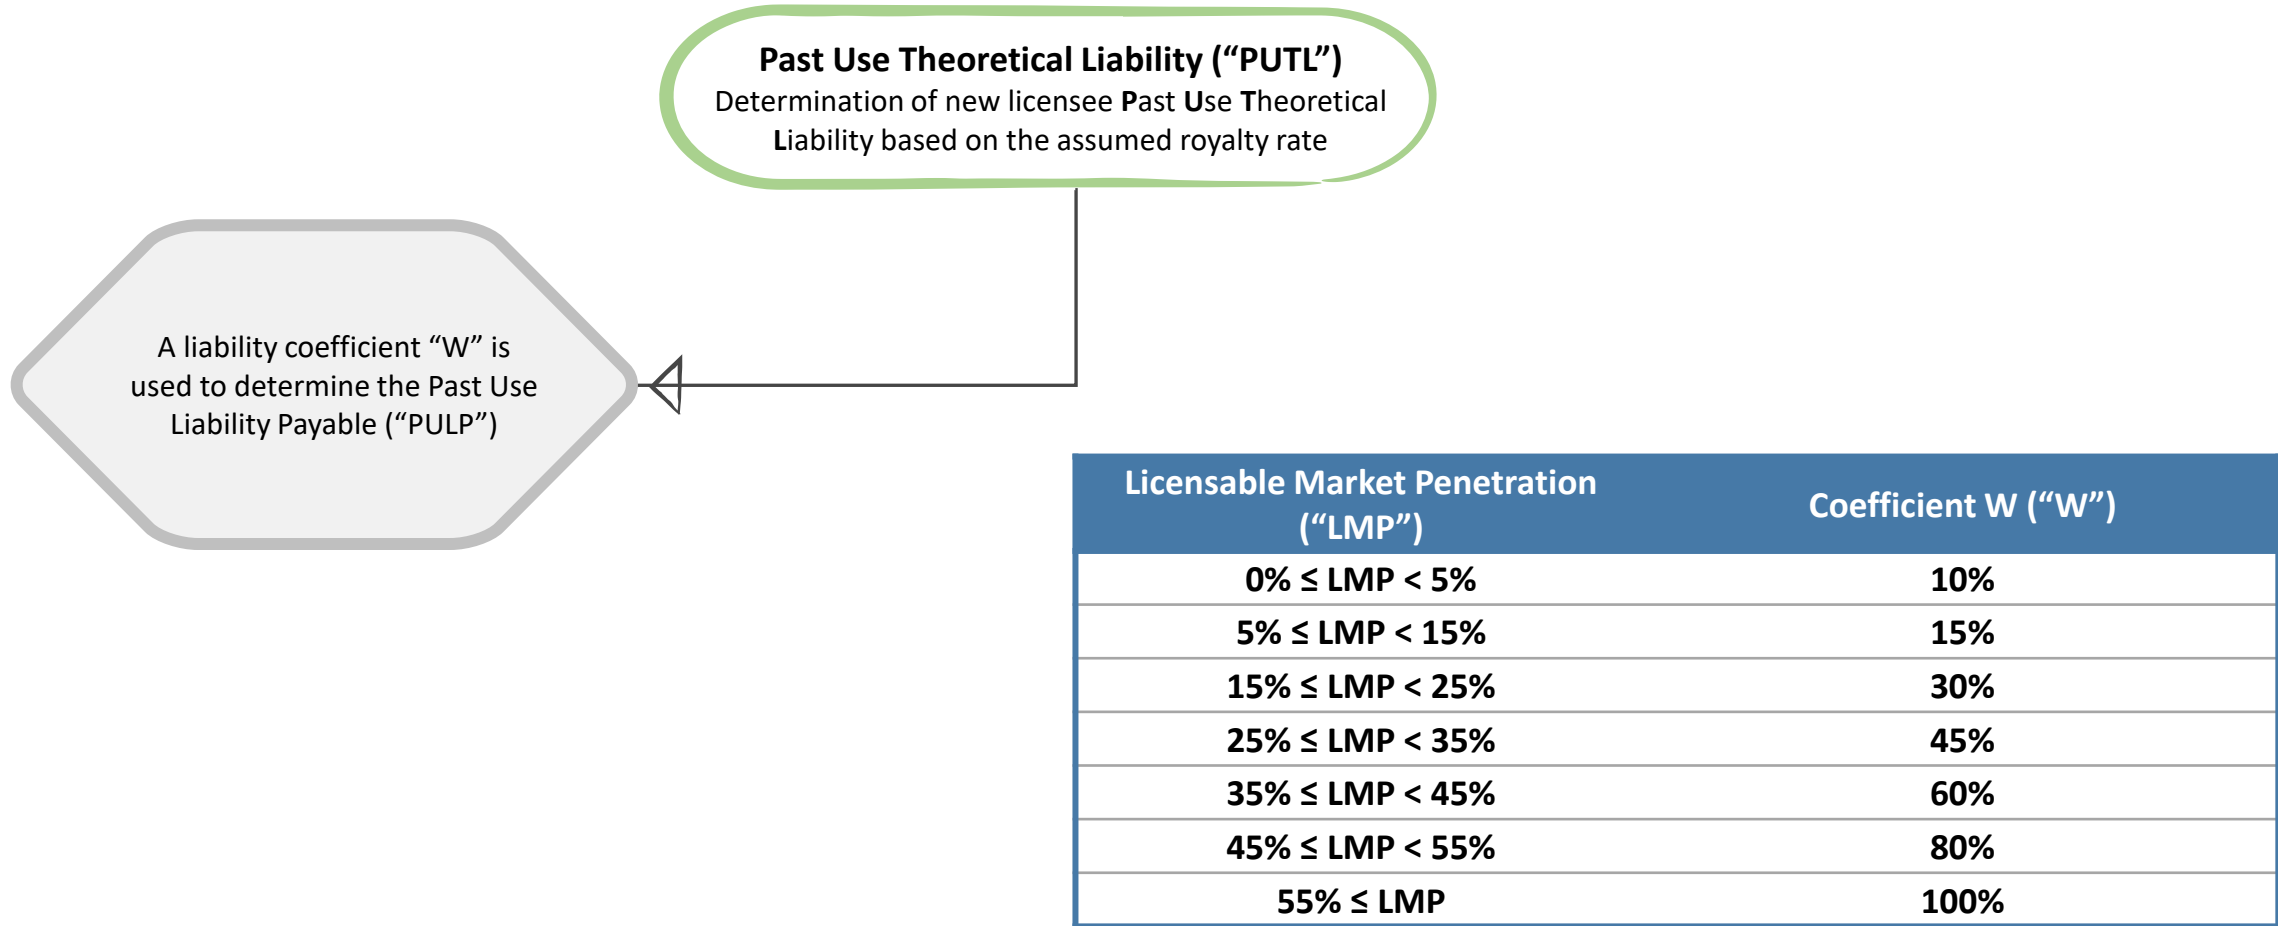 Past Use Theoretical Liability (“PUTL”)
Determination of new licensee Past Use Theoretical
Liability based on the assumed royalty rate
A liability coefficient “W” is
used to determine the Past Use
Liability Payable (“PULP”)
Licensable Market Penetration
(“LMP”)
Coefficient W (“W”)
0% ≤ LMP < 5% 10%
5% ≤ LMP < 15% 15%
15% ≤ LMP < 25% 30%
25% ≤ LMP < 35% 45%
35% ≤ LMP < 45% 60%
45% ≤ LMP < 55% 80%
55% ≤ LMP 100%